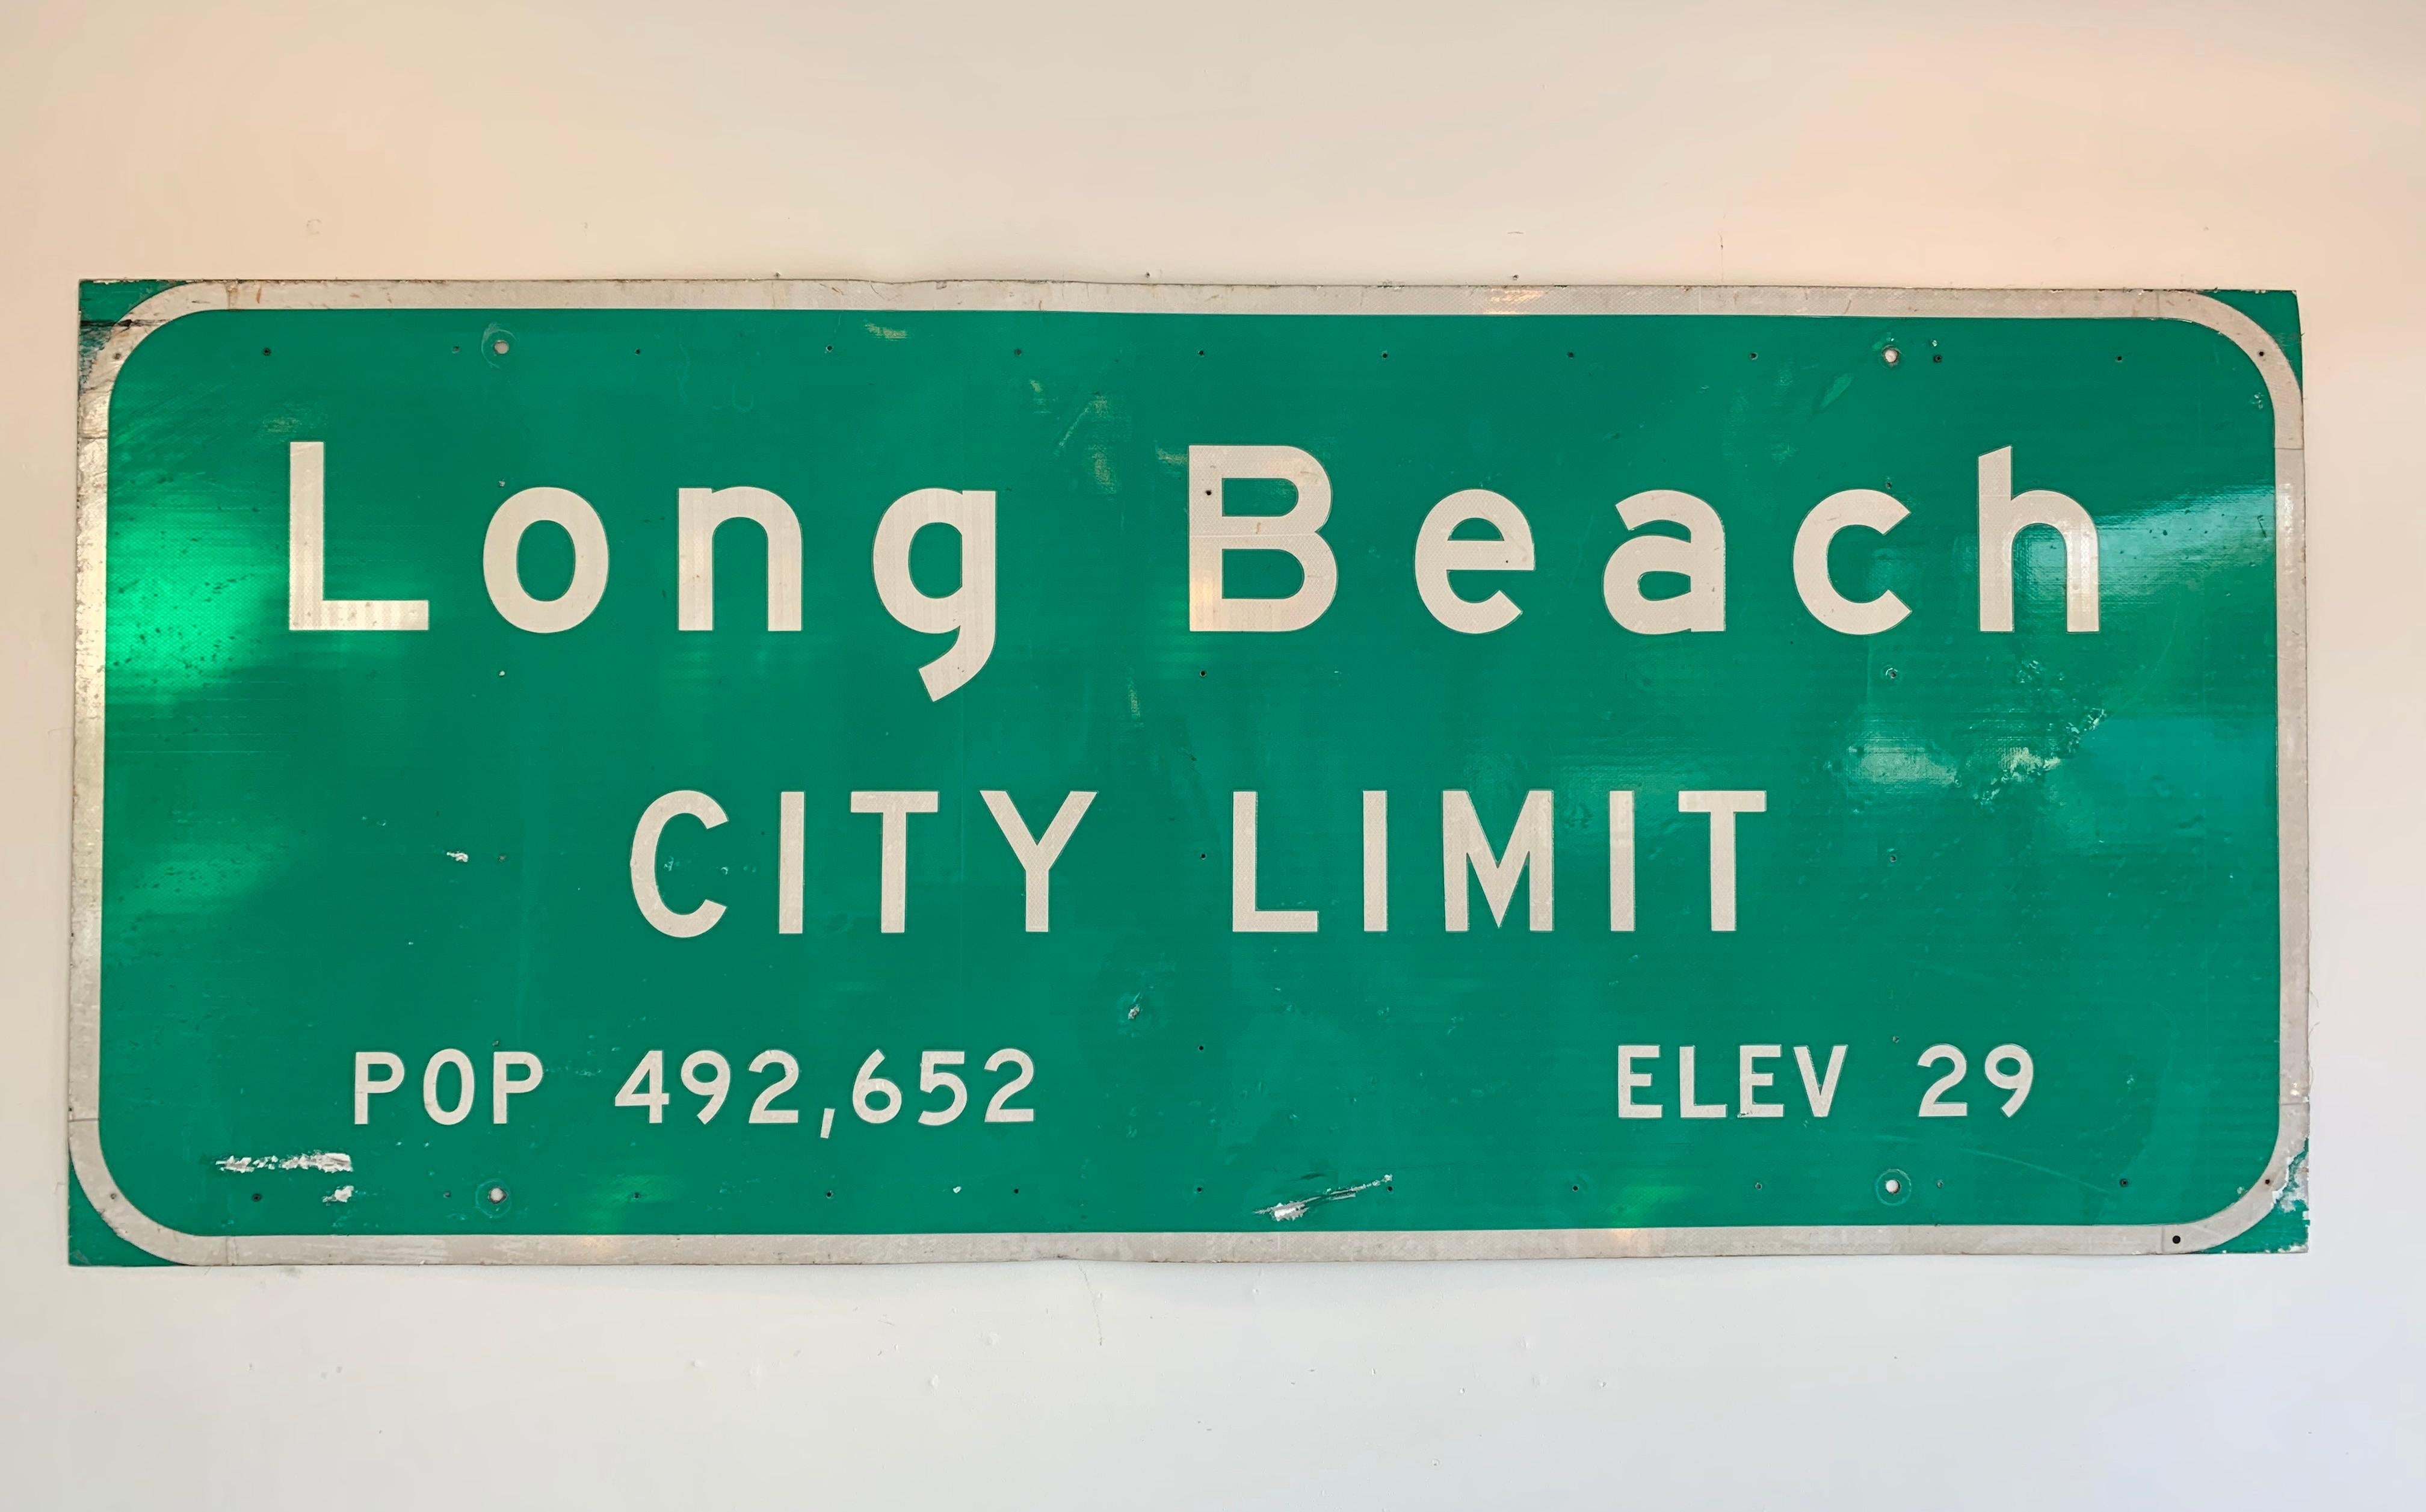 Long Beach
CITY LIMIT
POP 492,652 ELEV 29